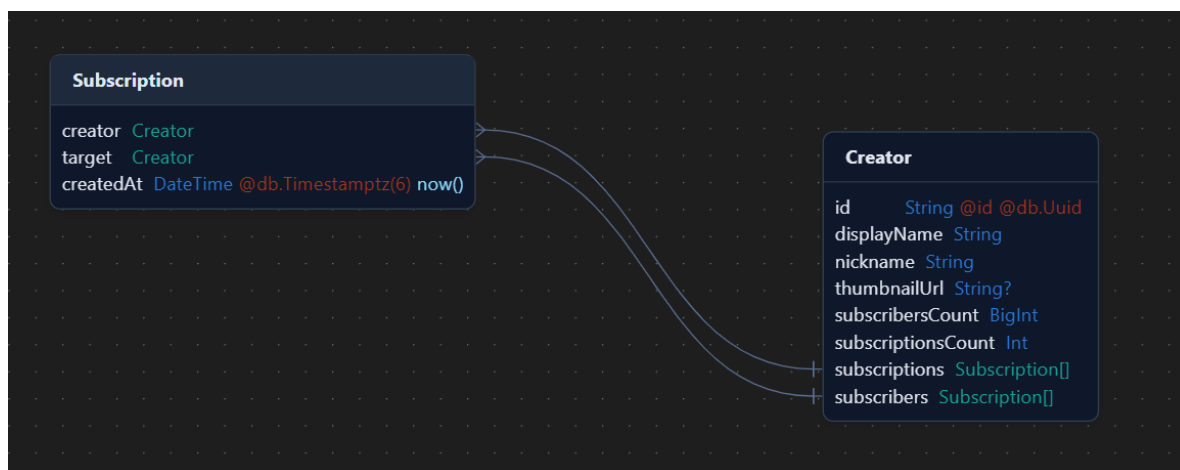 Subscription
creator Creator
target Creator
createdAt DateTime @db.Timestamptz(6) now()
Creator
id String @id @db.Uuid
displayName String
nickname String
thumbnailUrl String?
subscribersCount BigInt
subscriptionsCount Int
subscriptions Subscription[]
subscribers Subscription[]